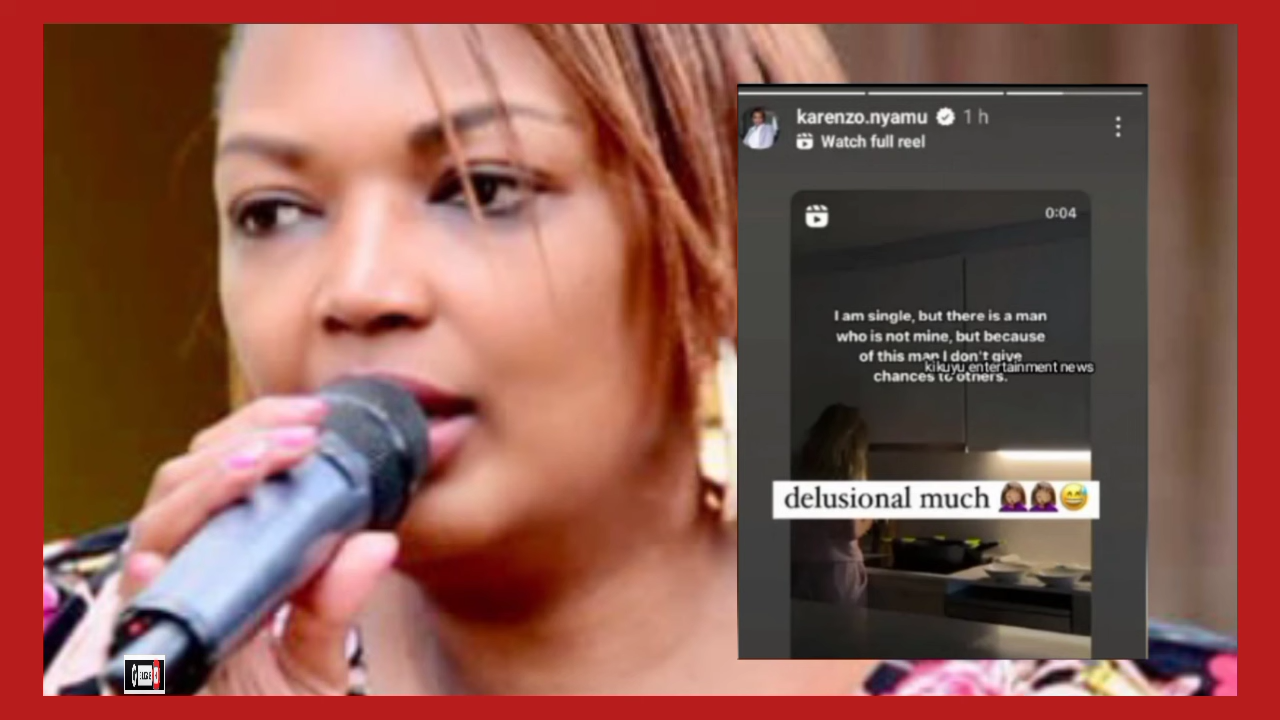 karenzo.nyamu 1 h
Watch full reel
0:04
I am single, but there is a man
who is not mine, but because
of this man I don't give
kikuyu entertainment news
chances to others.
delusional much 🤦🏽‍♀️🤦🏽‍♀️😅